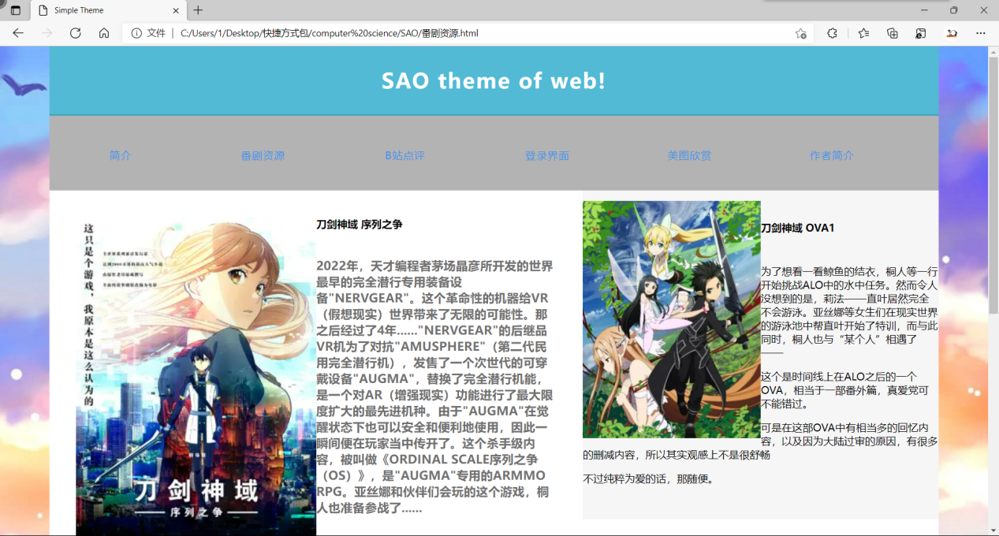 Simple Theme
文件 | C:/Users/1/Desktop/快捷方式包/computer%20science/SAO/番剧资源.html
SAO theme of web!
简介
番剧资源
B站点评
登录界面
美图欣赏
作者简介
这只是个游戏，我原本是这么认为的
刀剑神域
序列之争
刀剑神域 序列之争
2022年，天才编程者茅场晶彦所开发的世界
最早的完全潜行专用装备设
备"NERVGEAR"。这个革命性的机器给VR
（假想现实）世界带来了无限的可能性。那
之后经过了4年……"NERVGEAR"的后继品
VR机为了对抗"AMUSPHERE"（第二代民
用完全潜行机），发售了一个次世代的可穿
戴设备"AUGMA"，替换了完全潜行机能，
是一个对AR（增强现实）功能进行了最大限
度扩大的最先进机种。由于"AUGMA"在觉
醒状态下也可以安全和便利地使用，因此一
瞬间便在玩家当中传开了。这个杀手级内
容，被叫做《ORDINAL SCALE序列之争
（OS）》，是"AUGMA"专用的ARMMO
RPG。亚丝娜和伙伴们会玩的这个游戏，桐
人也准备参战了……
刀剑神域 OVA1
为了想看一看鲸鱼的结衣，桐人等一行
开始挑战ALO中的水中任务。然而令人
没想到的是，莉法——直叶居然完全
不会游泳。亚丝娜等女生们在现实世界
的游泳池中帮直叶开始了特训，而与此
同时，桐人也与“某个人”相遇了
——
这个是时间线上在ALO之后的一个
OVA，相当于一部番外篇，真爱党可
不能错过。
可是在这部OVA中有相当多的回忆内
容，以及因为大陆过审的原因，有很多
的删减内容，所以其实观感上不是很舒畅
不过纯粹为爱的话，那随便。